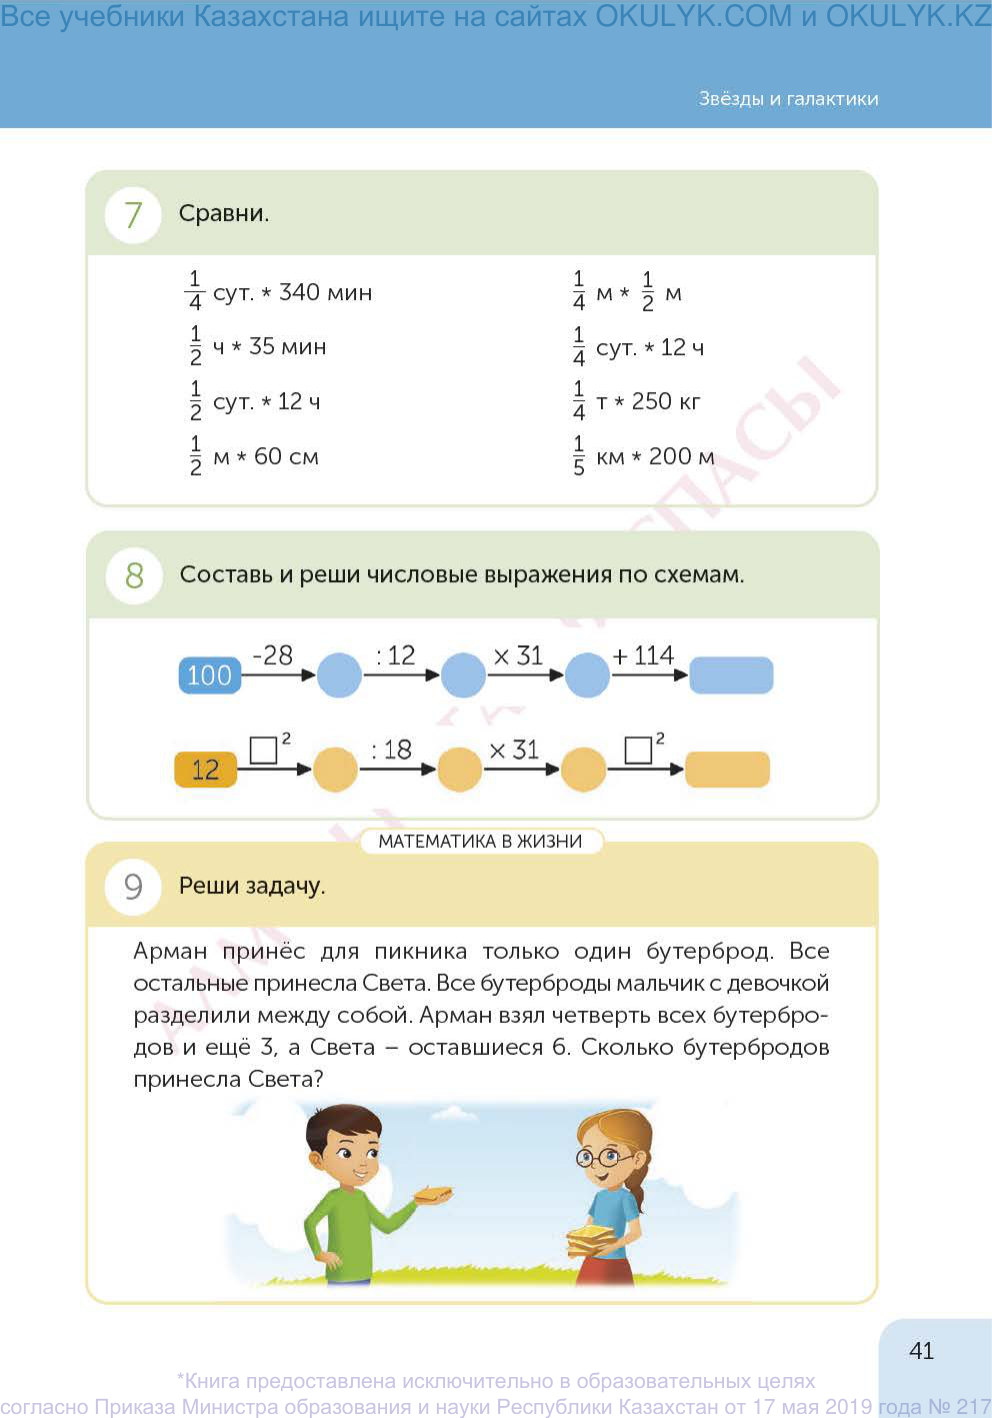 Все учебники Казахстана ищите на сайтах OKULYK.COM и OKULYK.KZ
Звёзды и галактики
7 Сравни.
1/4 сут. * 340 мин
1/2 ч * 35 мин
1/2 сут. * 12 ч
1/2 м * 60 см
1/4 м * 1/2 м
1/4 сут. * 12 ч
1/4 т * 250 кг
1/5 км * 200 м
8 Составь и реши числовые выражения по схемам.
100 -28 : 12 × 31 + 114
12 □² : 18 × 31 □²
МАТЕМАТИКА В ЖИЗНИ
9 Реши задачу.
Арман принёс для пикника только один бутерброд. Все
остальные принесла Света. Все бутерброды мальчик с девочкой
разделили между собой. Арман взял четверть всех бутербро-
дов и ещё 3, а Света – оставшиеся 6. Сколько бутербродов
принесла Света?
41
*Книга предоставлена исключительно в образовательных целях
согласно Приказа Министра образования и науки Республики Казахстан от 17 мая 2019 года № 217